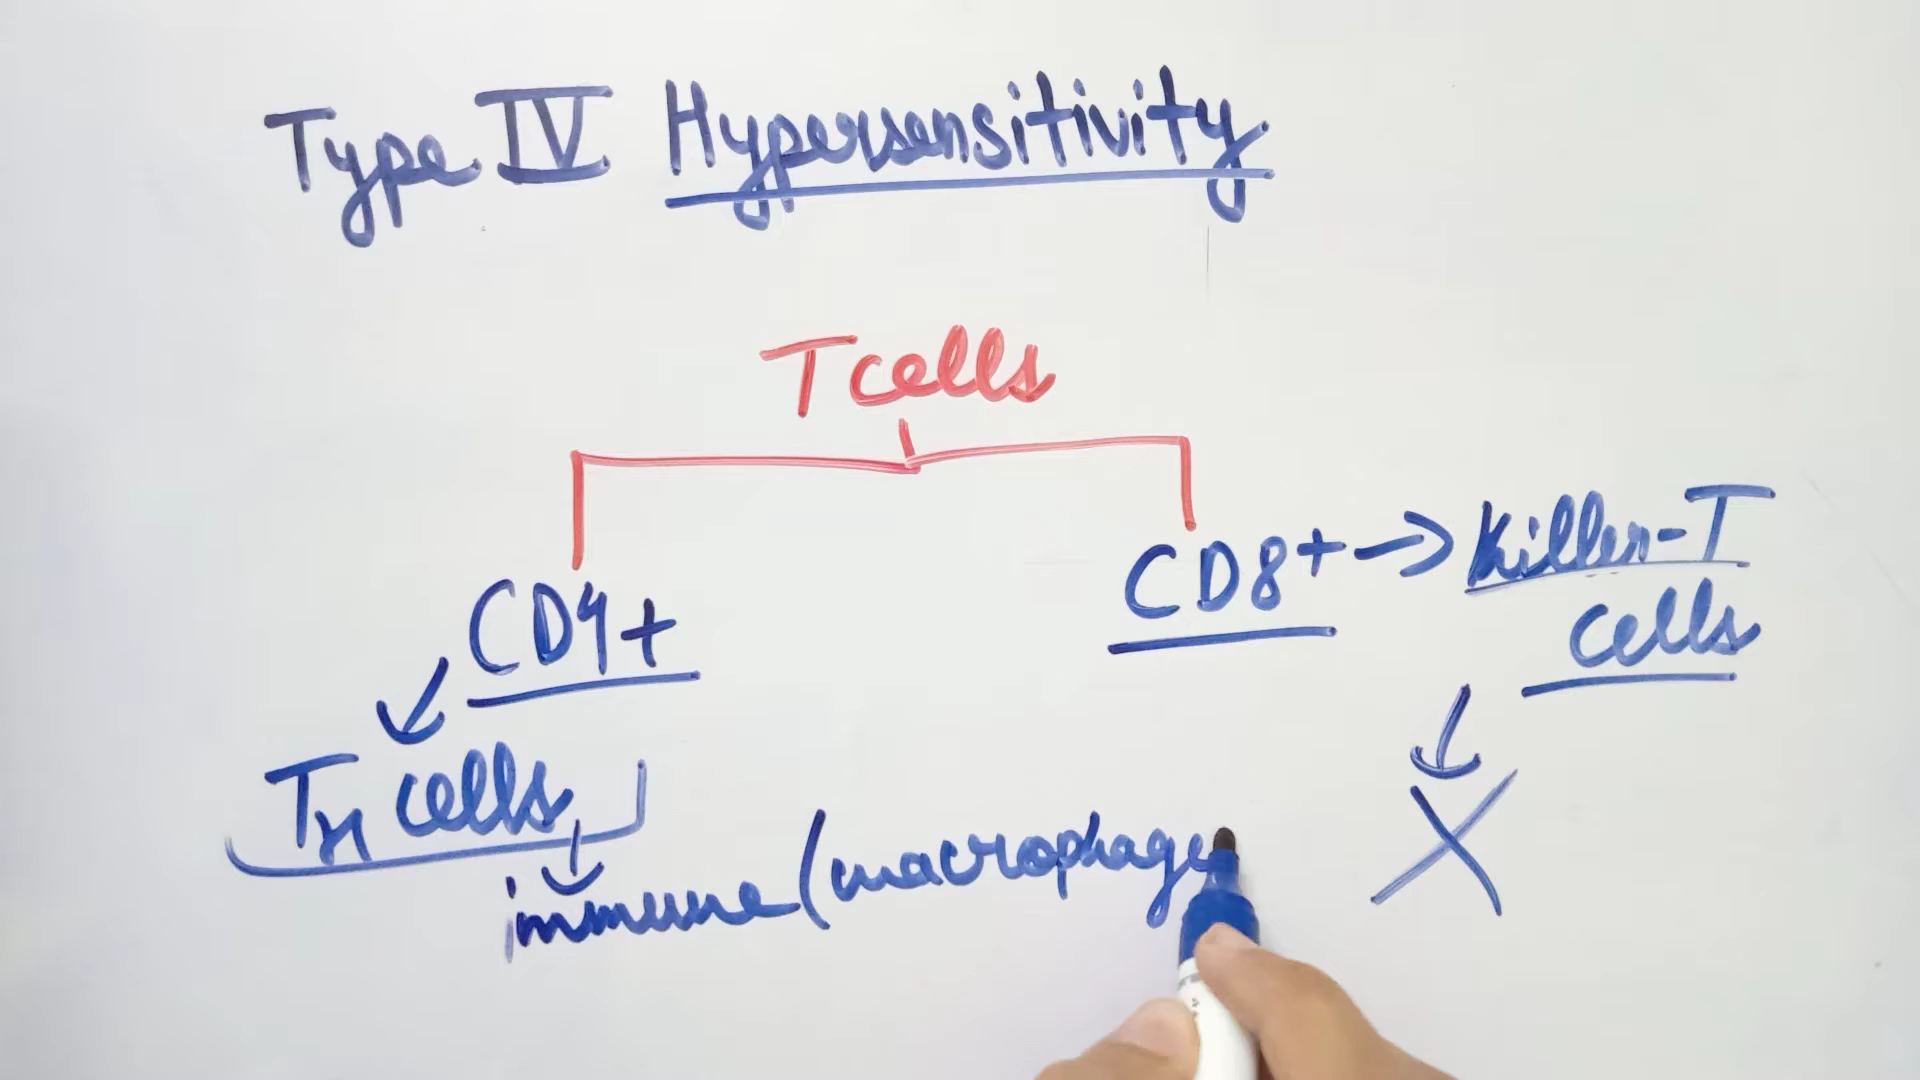 Type IV Hypersensitivity
T cells
CD4+
CD8+ → Killer-T
cells
TH cells
immune (macrophage